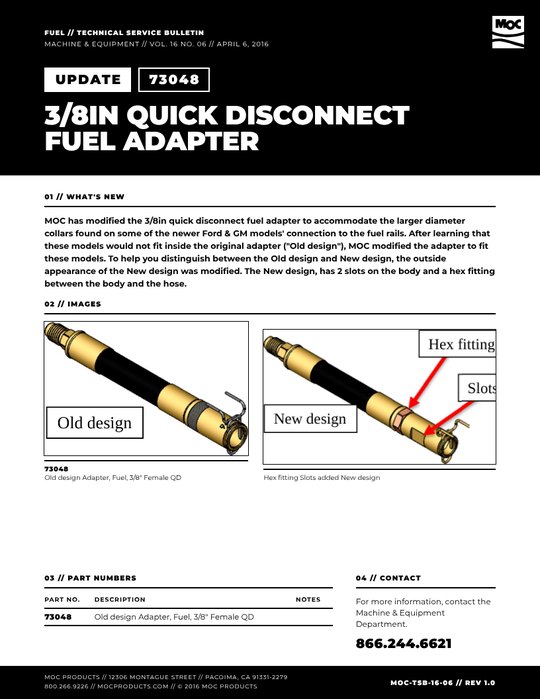 FUEL // TECHNICAL SERVICE BULLETIN
MACHINE & EQUIPMENT // VOL. 16 NO. 06 // APRIL 6, 2016
MOC
UPDATE 73048
3/8IN QUICK DISCONNECT
FUEL ADAPTER
01 // WHAT'S NEW
MOC has modified the 3/8in quick disconnect fuel adapter to accommodate the larger diameter
collars found on some of the newer Ford & GM models' connection to the fuel rails. After learning that
these models would not fit inside the original adapter ("Old design"), MOC modified the adapter to fit
these models. To help you distinguish between the Old design and New design, the outside
appearance of the New design was modified. The New design, has 2 slots on the body and a hex fitting
between the body and the hose.
02 // IMAGES
Old design
Hex fitting
Slots
New design
73048
Old design Adapter, Fuel, 3/8" Female QD
Hex fitting Slots added New design
03 // PART NUMBERS
PART NO. DESCRIPTION NOTES
73048 Old design Adapter, Fuel, 3/8" Female QD
04 // CONTACT
For more information, contact the
Machine & Equipment
Department.
866.244.6621
MOC PRODUCTS // 12306 MONTAGUE STREET // PACOIMA, CA 91331-2279
800.266.9226 // MOCPRODUCTS.COM // © 2016 MOC PRODUCTS
MOC-TSB-16-06 // REV 1.0